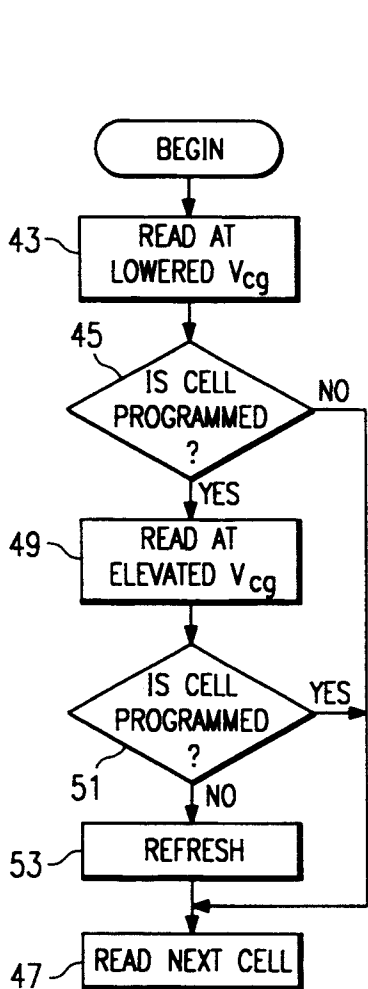 BEGIN
43
READ AT
LOWERED Vcg
45
IS CELL
PROGRAMMED
?
NO
YES
49
READ AT
ELEVATED Vcg
IS CELL
PROGRAMMED
?
YES
51
NO
53
REFRESH
47
READ NEXT CELL